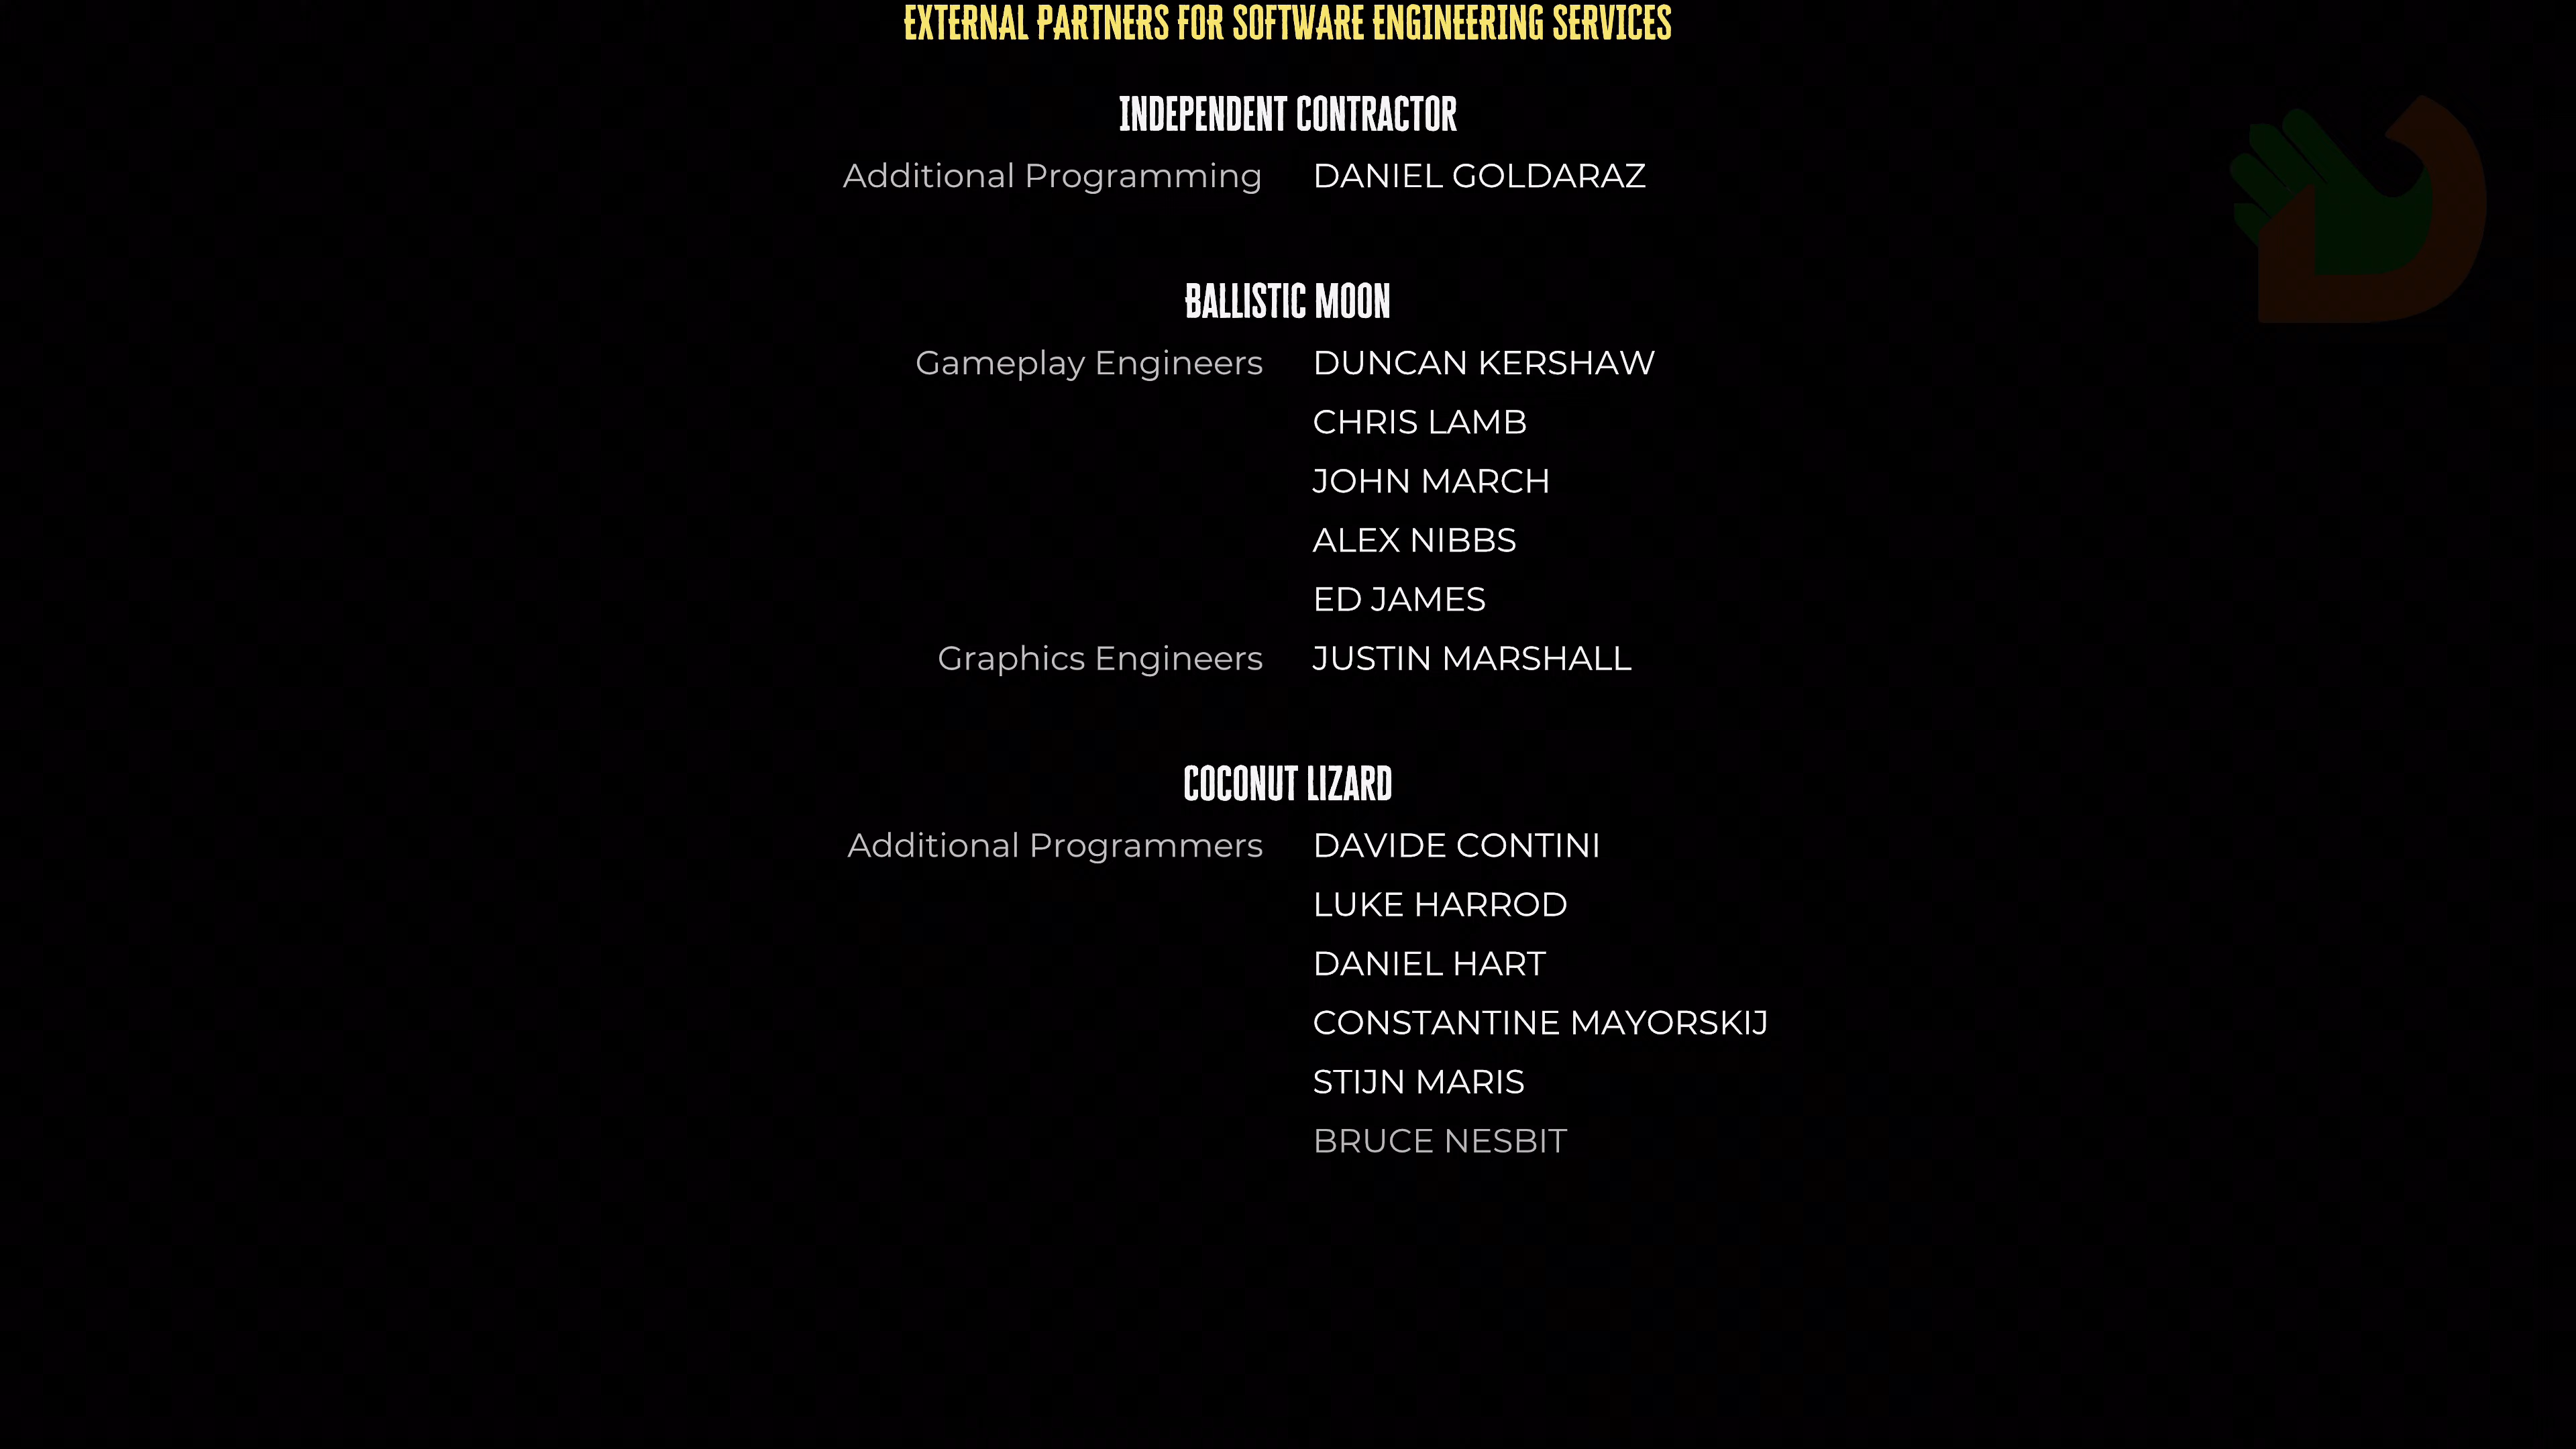 EXTERNAL PARTNERS FOR SOFTWARE ENGINEERING SERVICES
INDEPENDENT CONTRACTOR
Additional Programming DANIEL GOLDARAZ
BALLISTIC MOON
Gameplay Engineers DUNCAN KERSHAW
CHRIS LAMB
JOHN MARCH
ALEX NIBBS
ED JAMES
Graphics Engineers JUSTIN MARSHALL
COCONUT LIZARD
Additional Programmers DAVIDE CONTINI
LUKE HARROD
DANIEL HART
CONSTANTINE MAYORSKIJ
STIJN MARIS
BRUCE NESBIT